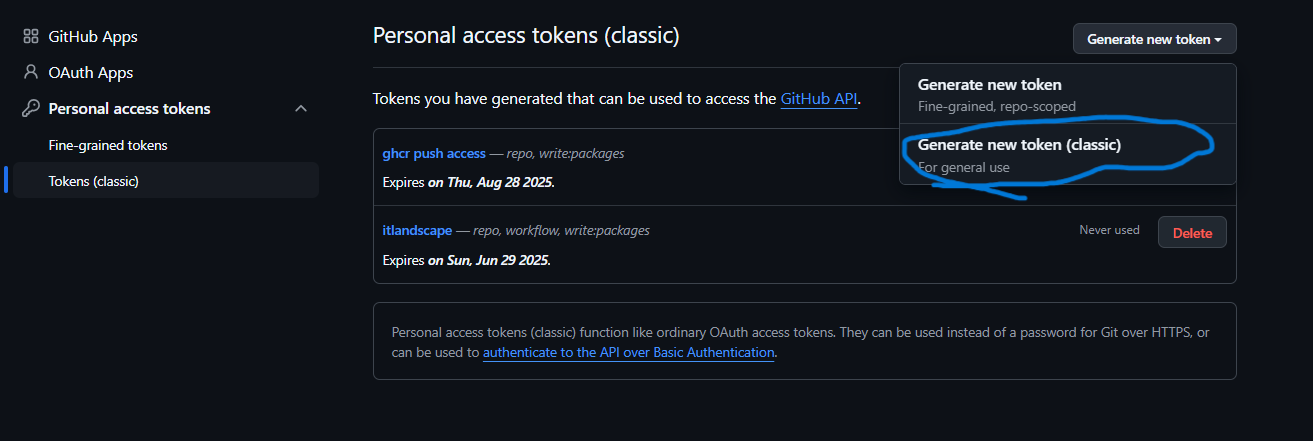 GitHub Apps
OAuth Apps
Personal access tokens
Fine-grained tokens
Tokens (classic)
Personal access tokens (classic)
Generate new token
Generate new token
Fine-grained, repo-scoped
Generate new token (classic)
For general use
Tokens you have generated that can be used to access the GitHub API.
ghcr push access — repo, write:packages
Expires on Thu, Aug 28 2025.
itlandscape — repo, workflow, write:packages
Never used
Delete
Expires on Sun, Jun 29 2025.
Personal access tokens (classic) function like ordinary OAuth access tokens. They can be used instead of a password for Git over HTTPS, or
can be used to authenticate to the API over Basic Authentication.